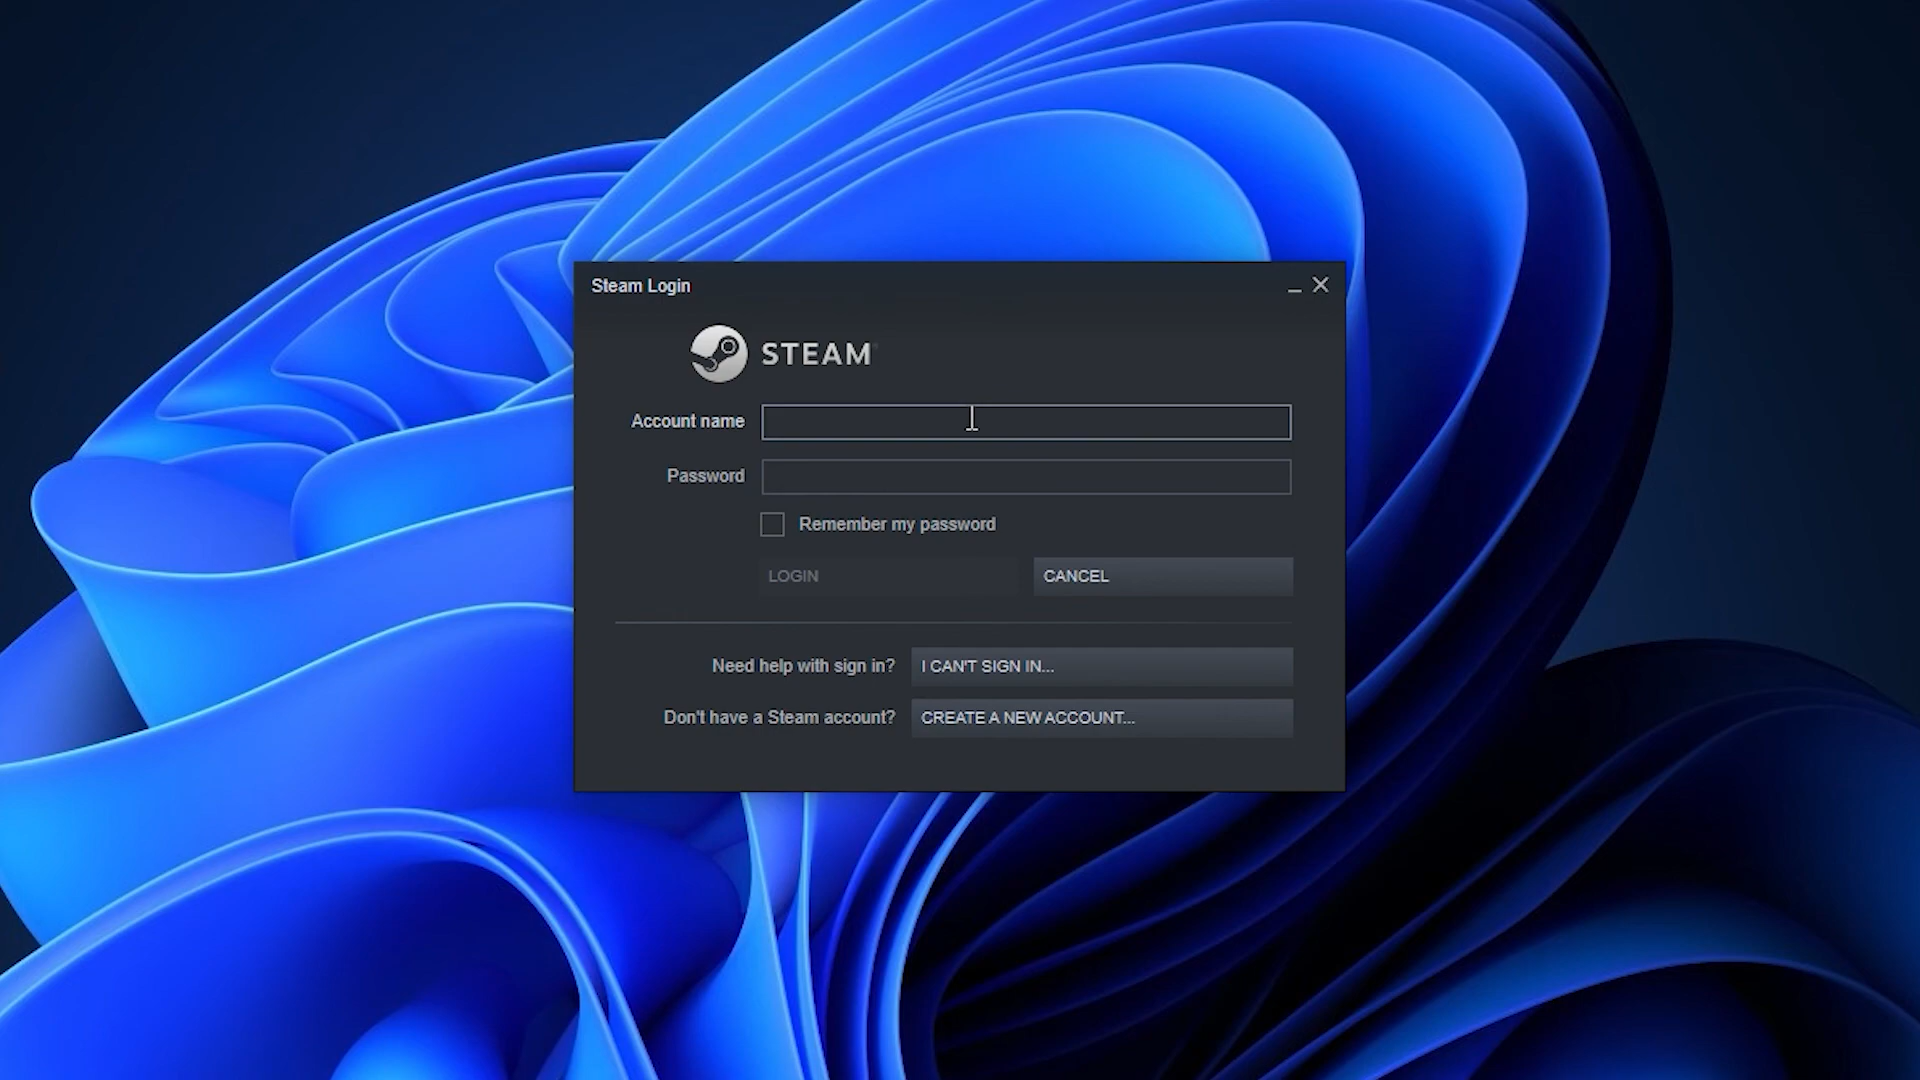 Steam Login
STEAM
Account name
Password
Remember my password
LOGIN
CANCEL
Need help with sign in?
I CAN'T SIGN IN...
Don't have a Steam account?
CREATE A NEW ACCOUNT...